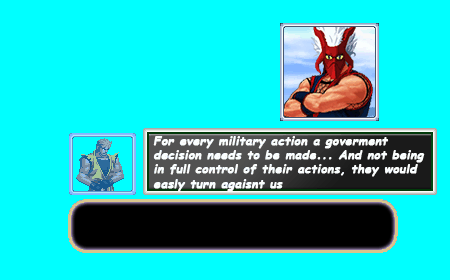 For every military action a goverment
decision needs to be made... And not being
in full control of their actions, they would
easly turn agaisnt us